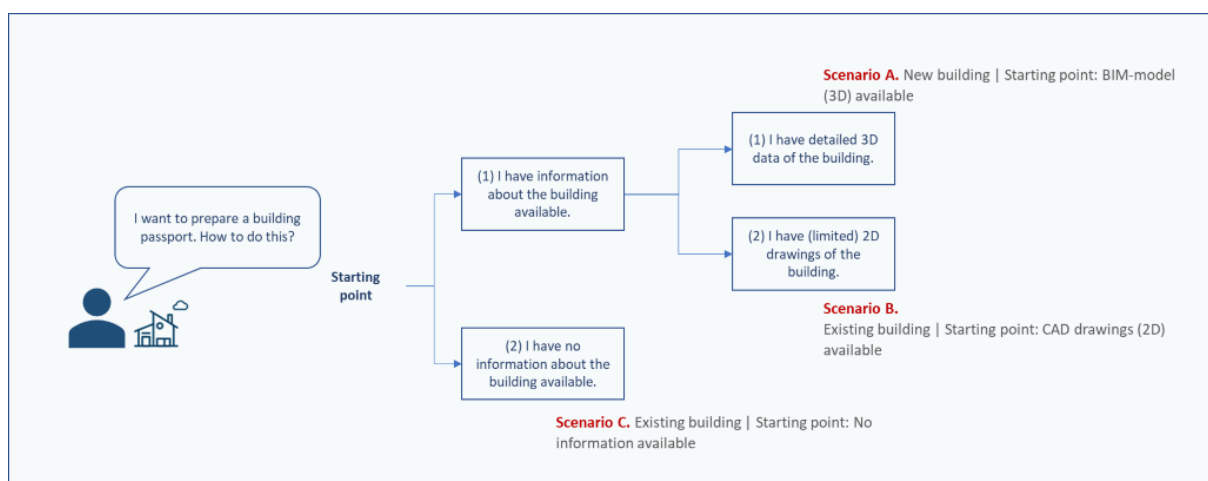 Scenario A. New building | Starting point: BIM-model
(3D) available
(1) I have detailed 3D
data of the building.
(1) I have information
about the building
available.
I want to prepare a building
passport. How to do this?
(2) I have (limited) 2D
drawings of the
building.
Starting
point
Scenario B.
Existing building | Starting point: CAD drawings (2D)
available
(2) I have no
information about the
building available.
Scenario C. Existing building | Starting point: No
information available